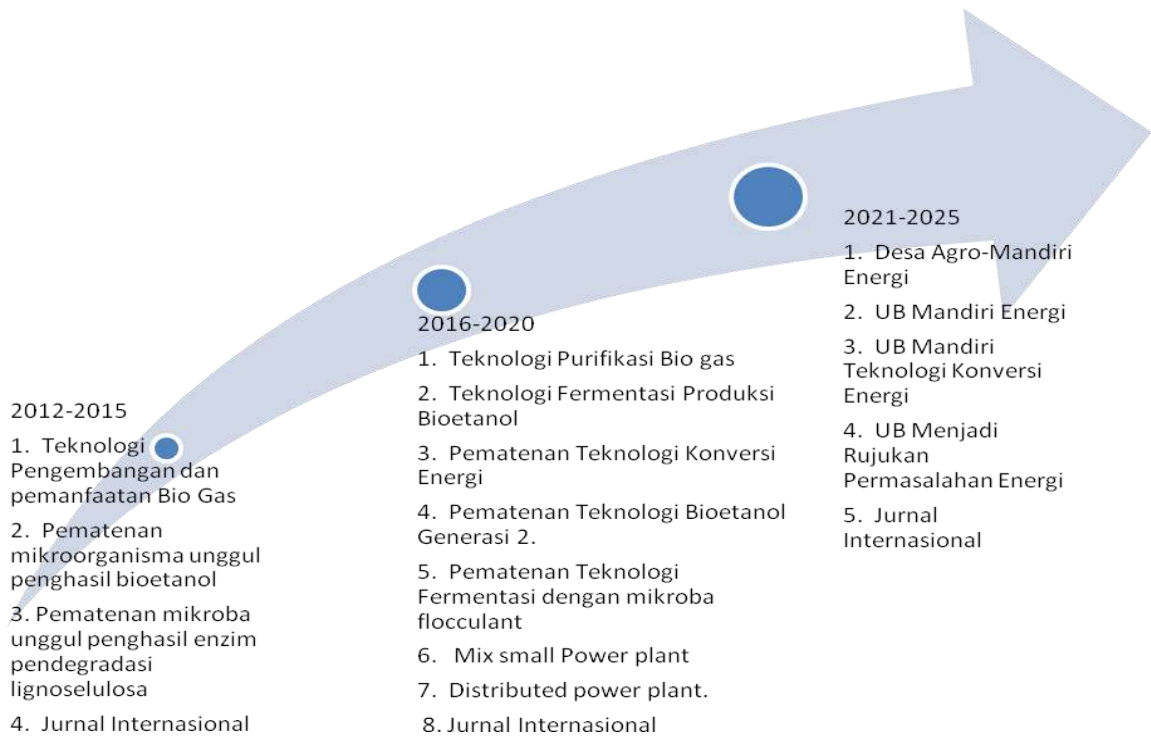 2012-2015
1. Teknologi
Pengembangan dan
pemanfaatan Bio Gas
2. Pematenan
mikroorganisma unggul
penghasil bioetanol
3. Pematenan mikroba
unggul penghasil enzim
pendegradasi
lignoselulosa
4. Jurnal Internasional
2016-2020
1. Teknologi Purifikasi Bio gas
2. Teknologi Fermentasi Produksi
Bioetanol
3. Pematenan Teknologi Konversi
Energi
4. Pematenan Teknologi Bioetanol
Generasi 2.
5. Pematenan Teknologi
Fermentasi dengan mikroba
flocculant
6. Mix small Power plant
7. Distributed power plant.
8. Jurnal Internasional
2021-2025
1. Desa Agro-Mandiri
Energi
2. UB Mandiri Energi
3. UB Mandiri
Teknologi Konversi
Energi
4. UB Menjadi
Rujukan
Permasalahan Energi
5. Jurnal
Internasional